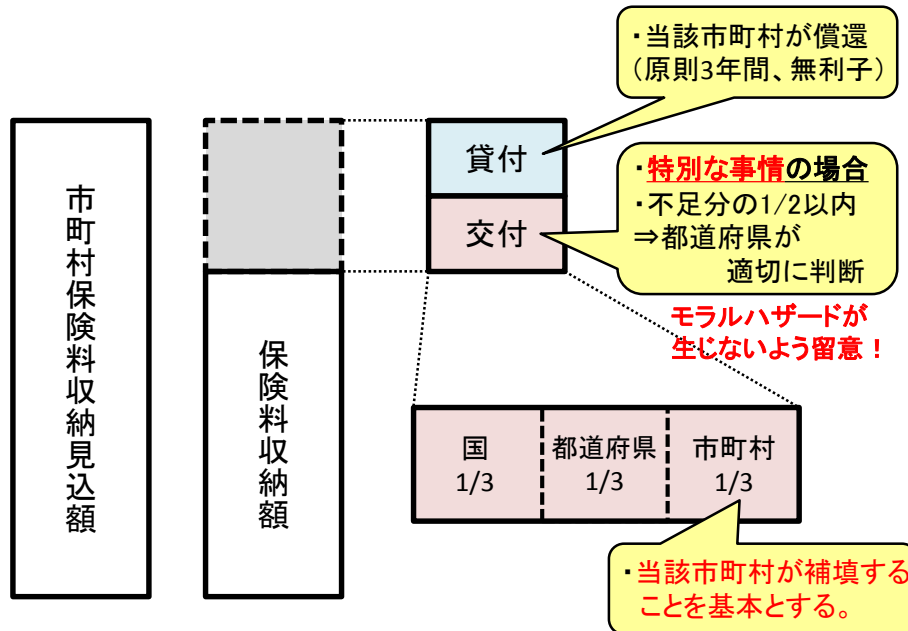 ・当該市町村が償還
(原則3年間、無利子)
市町村保険料収納見込額
保険料収納額
貸付
交付
・特別な事情の場合
・不足分の1/2以内
⇒都道府県が
適切に判断
モラルハザードが
生じないよう留意！
国
1/3
都道府県
1/3
市町村
1/3
・当該市町村が補填する
ことを基本とする。